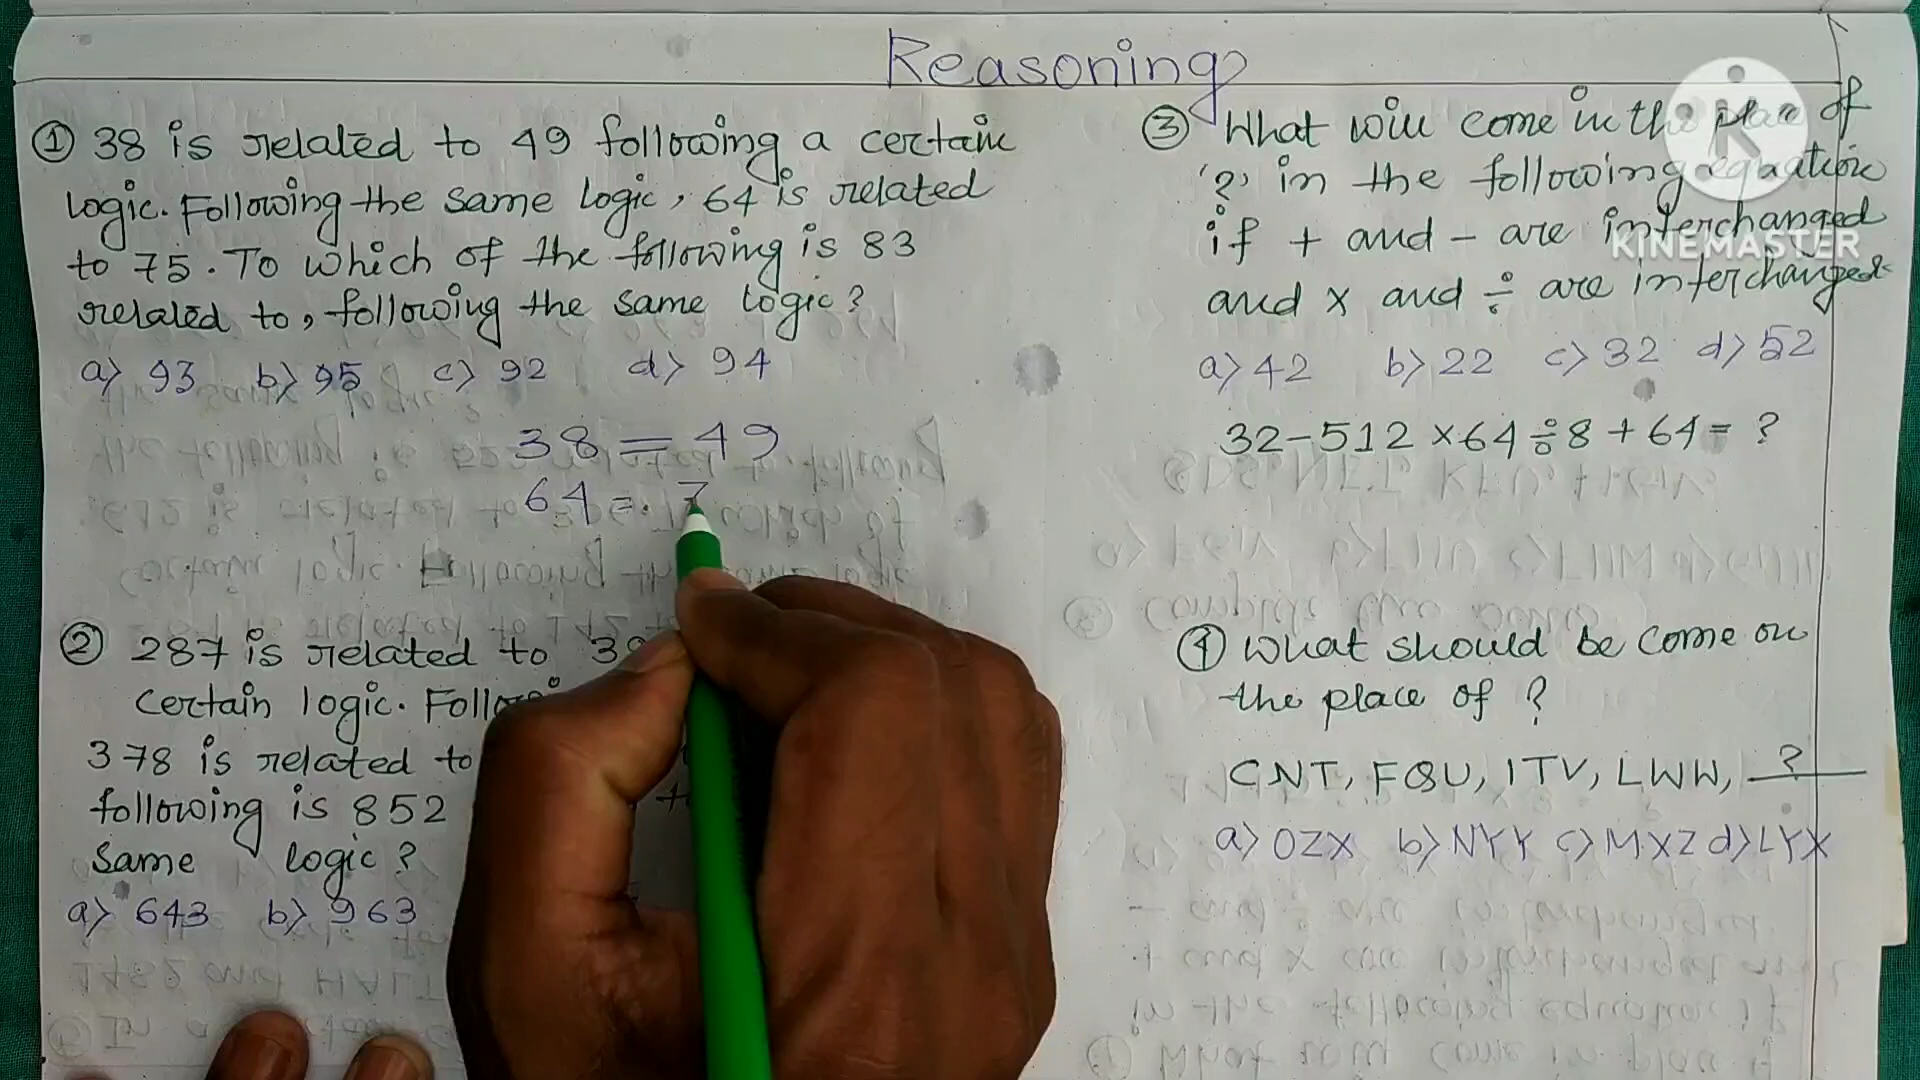 Reasoning
① 38 is related to 49 following a certain
logic. Following the same logic, 64 is related
to 75. To which of the following is 83
related to, following the same logic?
a) 93 b) 95 c) 92 d) 94
38 = 49
64 = 7
② 287 is related to 39
certain logic.
378 is related to
following is 852
same logic?
a) 643 b) 963
③ What will come in the place of
'?' in the following equation
if + and - are interchanged
and x and ÷ are interchanged.
a) 42 b) 22 c) 32 d) 52
32-512 x 64 ÷ 8 + 64 = ?
④ What should be come on
the place of ?
CNT, FQU, ITV, LWW, ?
a) OZX b) NYY c) MXZ d) LYX
KINEMASTER